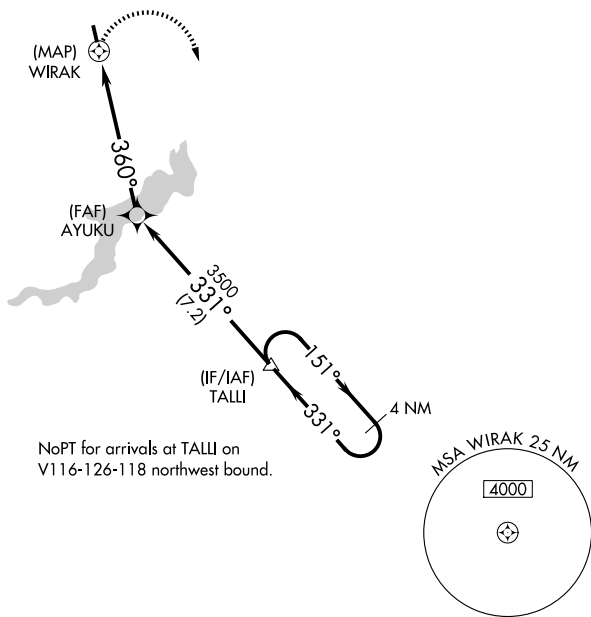 (MAP)
WIRAK
360°
(FAF)
AYUKU
3500
331°
(7.2)
(IF/IAF)
TALLI
151°
331°
4 NM
NoPT for arrivals at TALLI on
V116-126-118 northwest bound.
MSA WIRAK 25 NM
4000